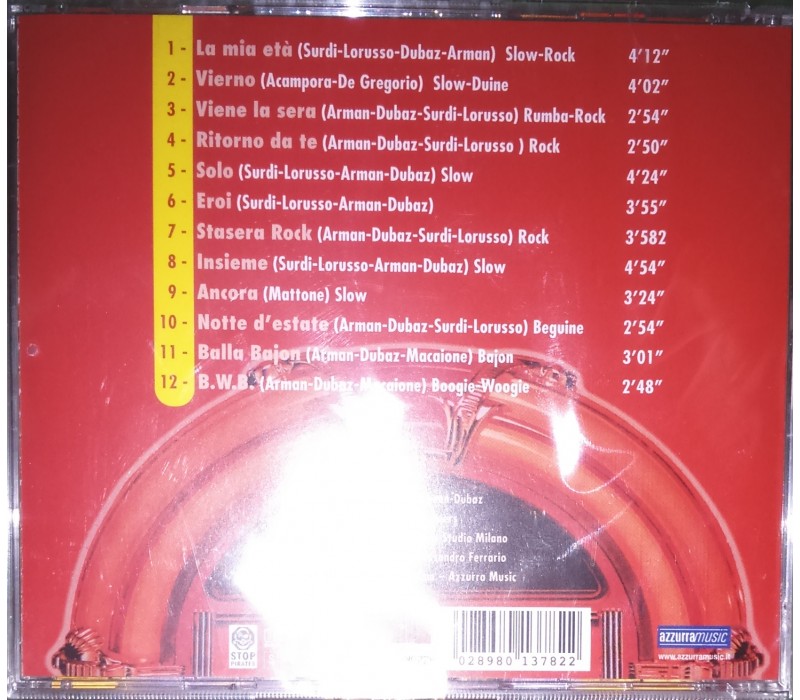 1 - La mia età (Surdi-Lorusso-Dubaz-Arman) Slow-Rock 4'12"
2 - Vierno (Acampora-De Gregorio) Slow-Duine 4'02"
3 - Viene la sera (Arman-Dubaz-Surdi-Lorusso) Rumba-Rock 2'54"
4 - Ritorno da te (Arman-Dubaz-Surdi-Lorusso ) Rock 2'50"
5 - Solo (Surdi-Lorusso-Arman-Dubaz) Slow 4'24"
6 - Eroi (Surdi-Lorusso-Arman-Dubaz) 3'55"
7 - Stasera Rock (Arman-Dubaz-Surdi-Lorusso) Rock 3'582
8 - Insieme (Surdi-Lorusso-Arman-Dubaz) Slow 4'54"
9 - Ancora (Mattone) Slow 3'24"
10 - Notte d'estate (Arman-Dubaz-Surdi-Lorusso) Beguine 2'54"
11 - Balla Bajon (Arman-Dubaz-Macaione) Bajon 3'01"
12 - B.W.B. (Arman-Dubaz-Macaione) Boogie-Woogie 2'48"
-Dubaz
Studio Milano
Ferrario
– Azzurra Music
STOP
PIRATES
028980 137822
azzurramusic
www.azzurramusic.it